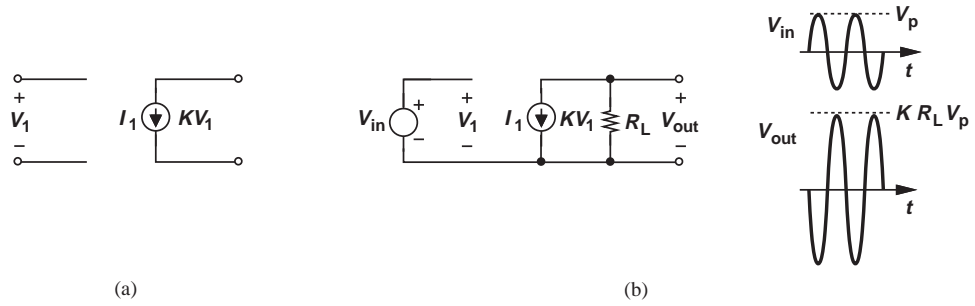 +
V1
−
I1
KV1
(a)
Vin
+
−
+
V1
−
I1
KV1
RL
+
Vout
−
(b)
Vin
Vp
t
Vout
K RL Vp
t